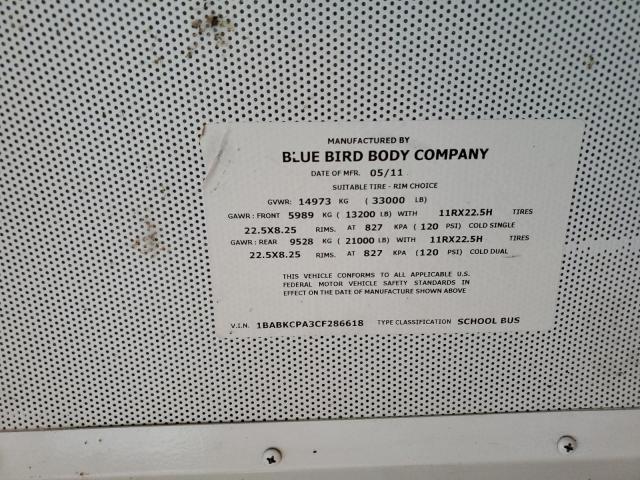 MANUFACTURED BY
BLUE BIRD BODY COMPANY
DATE OF MFR. 05/11
SUITABLE TIRE - RIM CHOICE
GVWR: 14973 KG ( 33000 LB)
GAWR: FRONT 5989 KG ( 13200 LB) WITH 11RX22.5H TIRES
22.5X8.25 RIMS. AT 827 KPA ( 120 PSI) COLD SINGLE
GAWR: REAR 9528 KG ( 21000 LB) WITH 11RX22.5H TIRES
22.5X8.25 RIMS. AT 827 KPA ( 120 PSI) COLD DUAL
THIS VEHICLE CONFORMS TO ALL APPLICABLE U.S.
FEDERAL MOTOR VEHICLE SAFETY STANDARDS IN
EFFECT ON THE DATE OF MANUFACTURE SHOWN ABOVE
V.I.N. 1BABKCPA3CF286618 TYPE CLASSIFICATION SCHOOL BUS